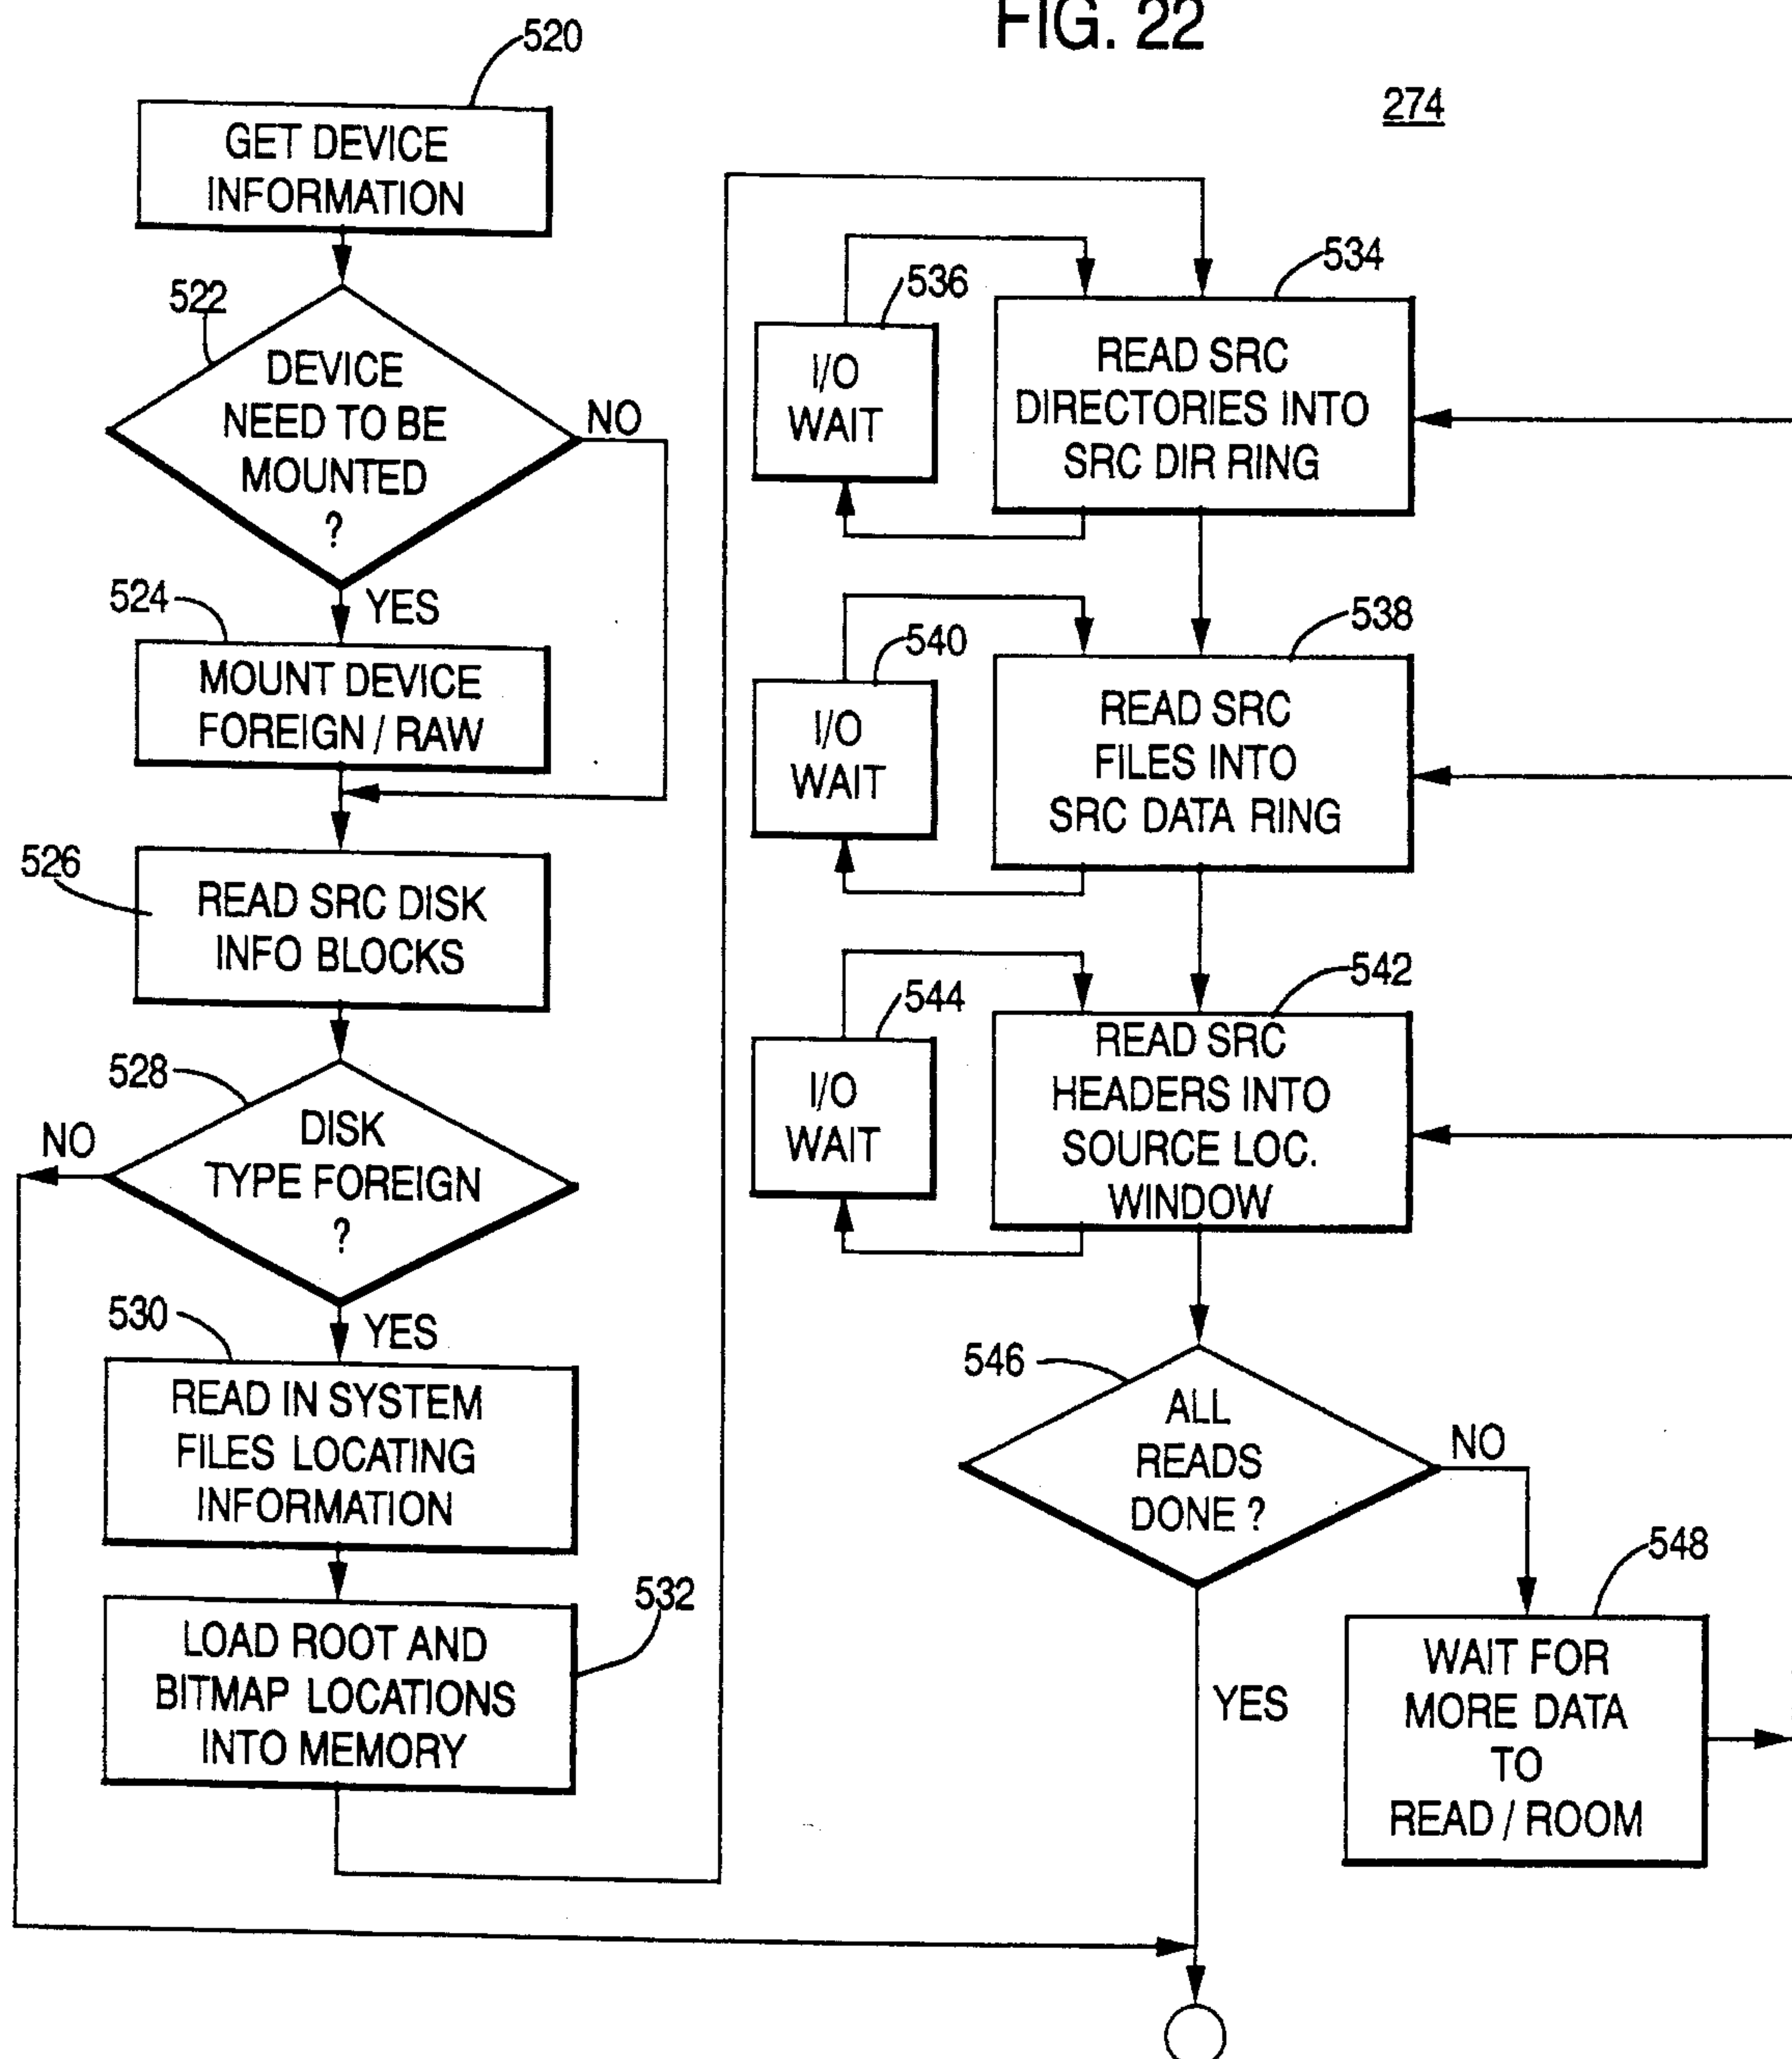 FIG. 22
274
520
GET DEVICE
INFORMATION
522
DEVICE
NEED TO BE
MOUNTED
?
NO
YES
524
MOUNT DEVICE
FOREIGN / RAW
526
READ SRC DISK
INFO BLOCKS
528
DISK
TYPE FOREIGN
?
NO
YES
530
READ IN SYSTEM
FILES LOCATING
INFORMATION
532
LOAD ROOT AND
BITMAP LOCATIONS
INTO MEMORY
534
READ SRC
DIRECTORIES INTO
SRC DIR RING
536
I/O
WAIT
538
READ SRC
FILES INTO
SRC DATA RING
540
I/O
WAIT
542
READ SRC
HEADERS INTO
SOURCE LOC.
WINDOW
544
I/O
WAIT
546
ALL
READS
DONE ?
NO
YES
548
WAIT FOR
MORE DATA
TO
READ / ROOM